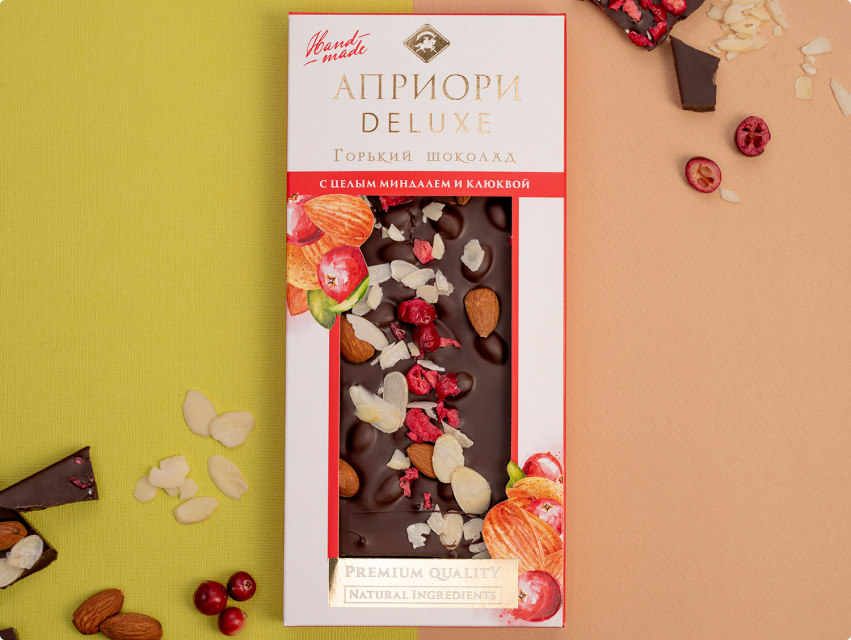 Hand
made
АПРИОРИ
DELUXE
Горький шоколад
С ЦЕЛЫМ МИНДАЛЕМ И КЛЮКВОЙ
PREMIUM QUALITY
NATURAL INGREDIENTS